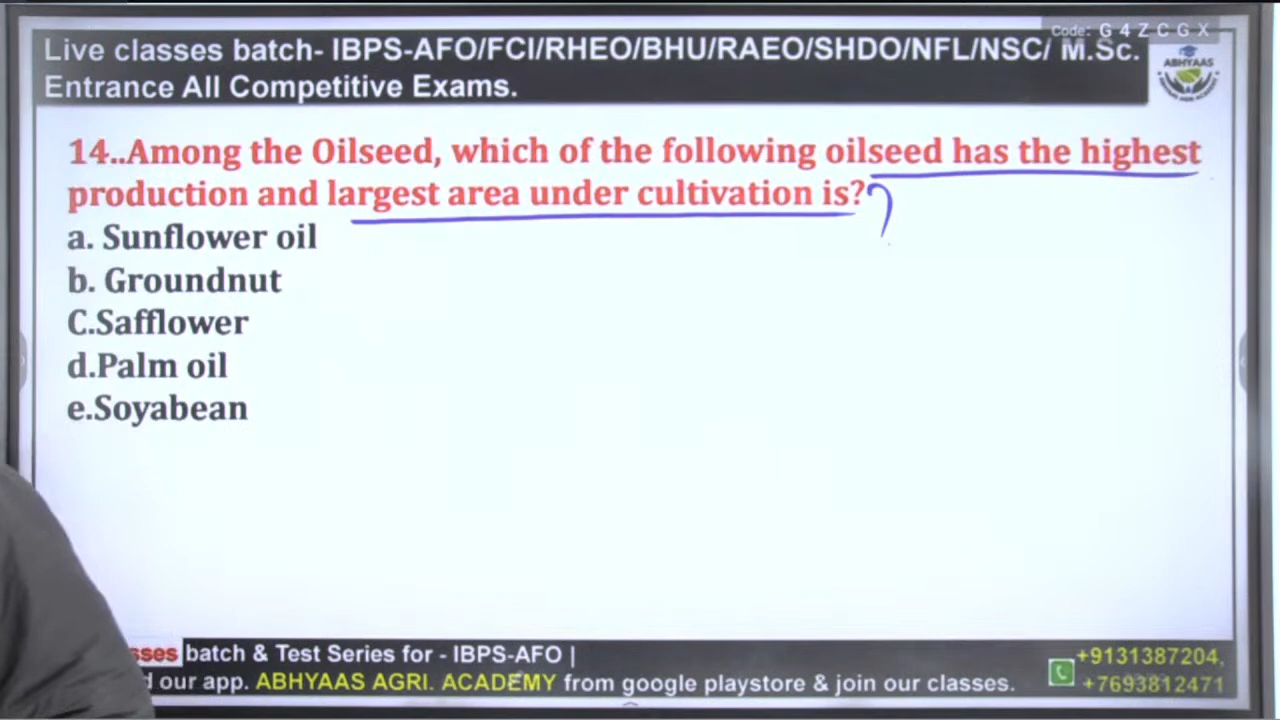 Code: G 4 Z C G X
Live classes batch- IBPS-AFO/FCI/RHEO/BHU/RAEO/SHDO/NFL/NSC/ M.Sc.
Entrance All Competitive Exams.
ABHYAAS
14..Among the Oilseed, which of the following oilseed has the highest
production and largest area under cultivation is?
a. Sunflower oil
b. Groundnut
C.Safflower
d.Palm oil
e.Soyabean
sses batch & Test Series for - IBPS-AFO |
d our app. ABHYAAS AGRI. ACADEMY from google playstore & join our classes.
+9131387204,
+7693812471